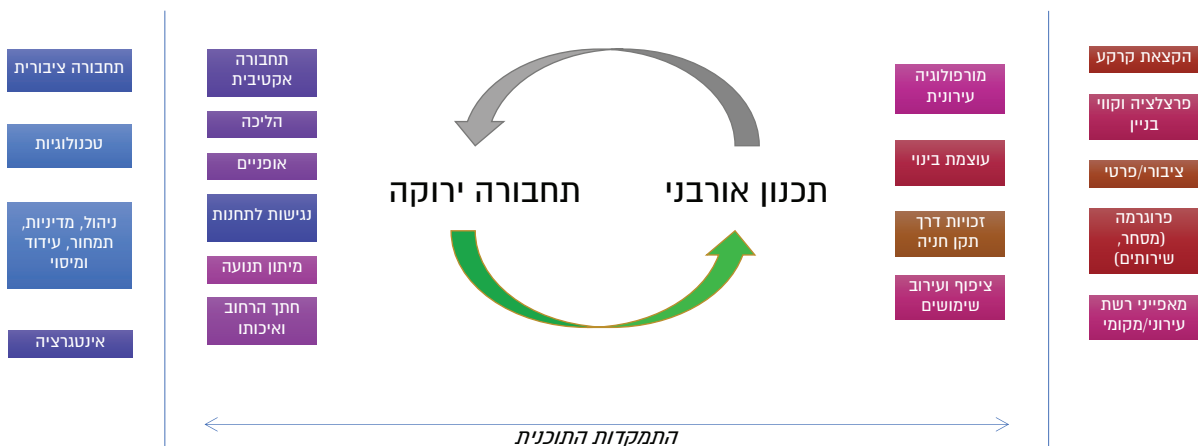 הקצאת קרקע
פרצלציה וקווי
בניין
ציבורי/פרטי
פרוגרמה
(מסחר,
שירותים)
מאפייני רשת
עירוני/מקומי
מורפולוגיה
עירונית
עוצמת בינוי
זכויות דרך
תקן חניה
ציפוף ועירוב
שימושים
תכנון אורבני
תחבורה ירוקה
תחבורה
אקטיבית
הליכה
אופניים
נגישות לתחנות
מיתון תנועה
חתך הרחוב
ואיכותו
תחבורה ציבורית
טכנולוגיות
ניהול, מדיניות,
תמחור, עידוד
ומיסוי
אינטגרציה
התמקדות התוכנית